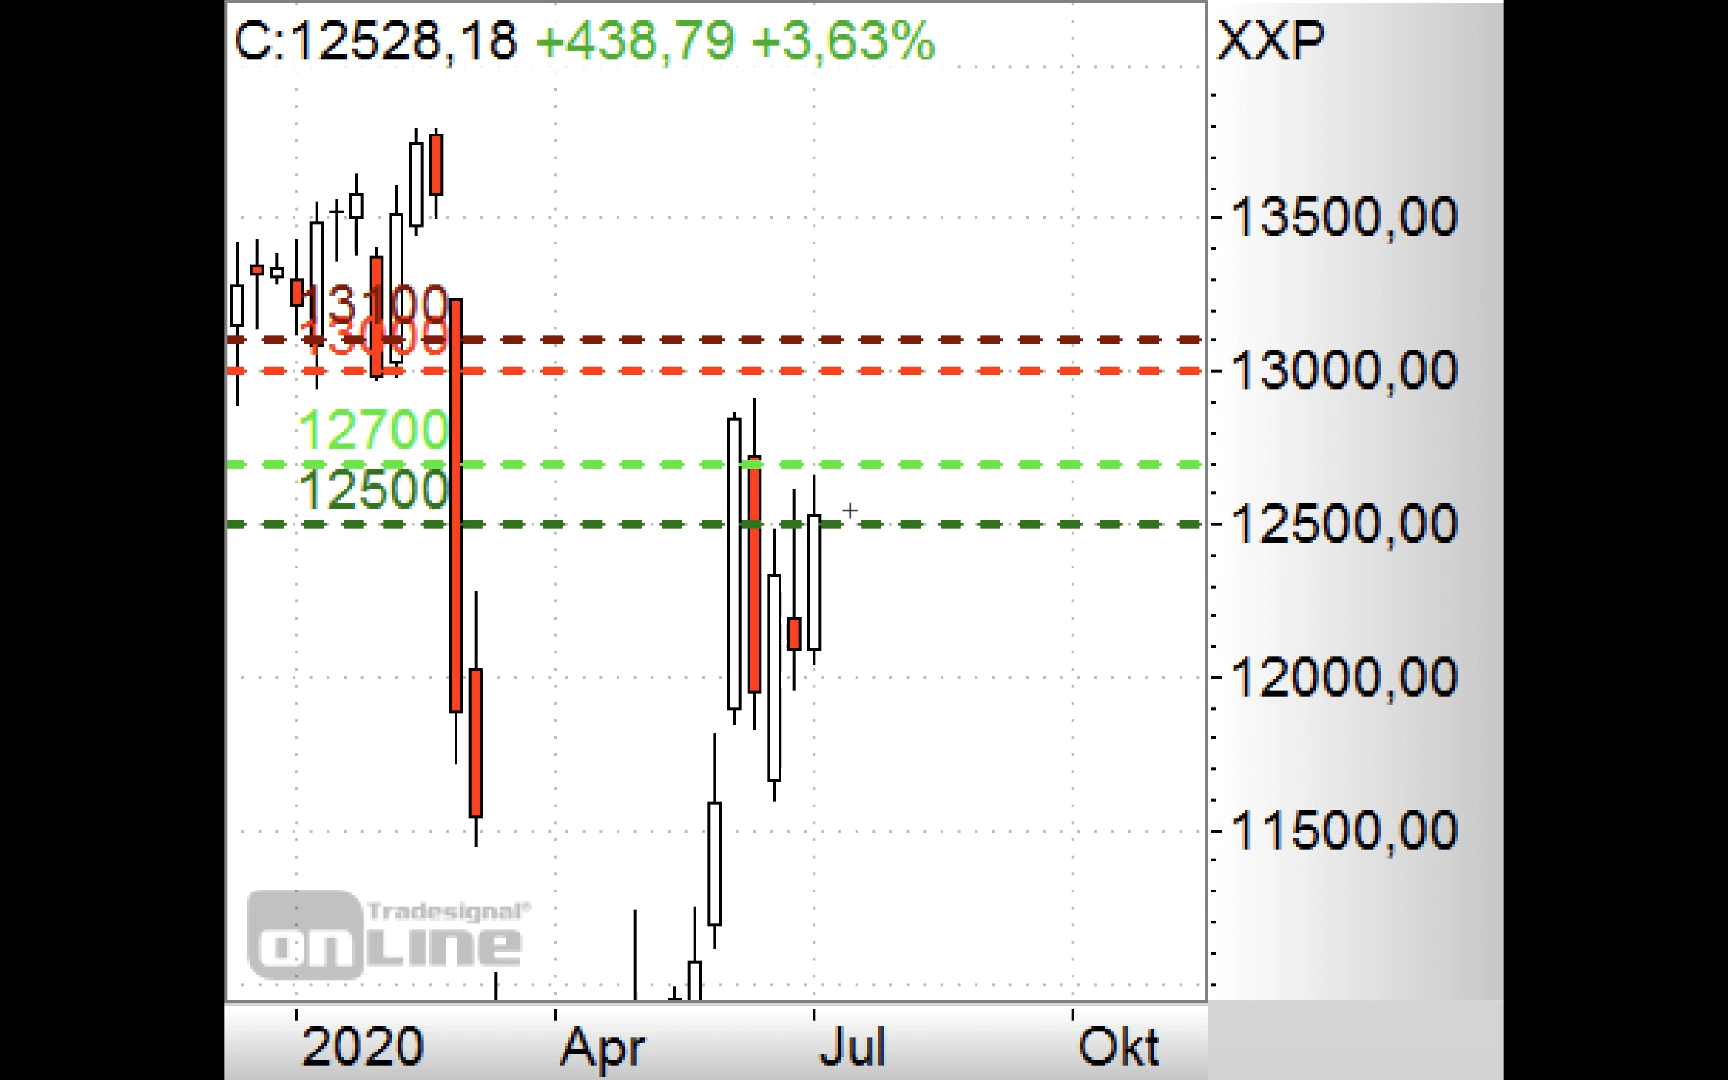 C:12528,18 +438,79 +3,63%
XXP
13500,00
13100
13000
13000,00
12700
12500
12500,00
12000,00
11500,00
Tradesignal®
onLINE
2020 Apr Jul Okt